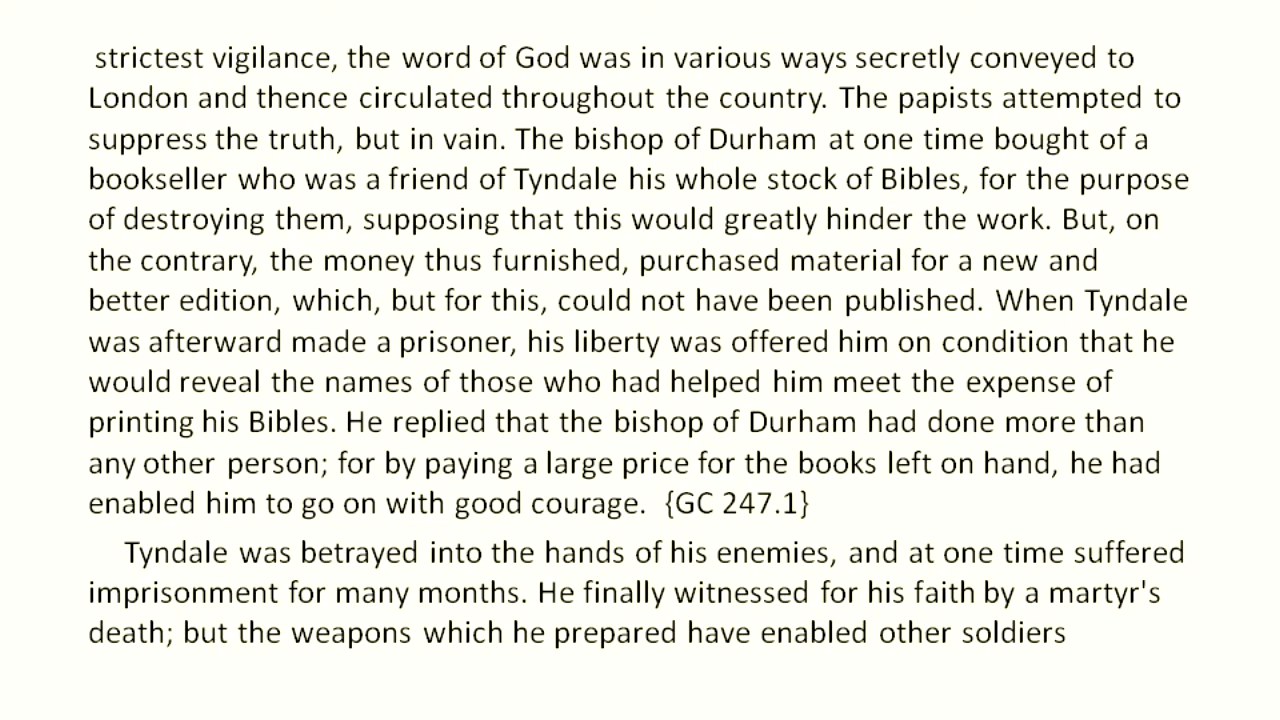 strictest vigilance, the word of God was in various ways secretly conveyed to
London and thence circulated throughout the country. The papists attempted to
suppress the truth, but in vain. The bishop of Durham at one time bought of a
bookseller who was a friend of Tyndale his whole stock of Bibles, for the purpose
of destroying them, supposing that this would greatly hinder the work. But, on
the contrary, the money thus furnished, purchased material for a new and
better edition, which, but for this, could not have been published. When Tyndale
was afterward made a prisoner, his liberty was offered him on condition that he
would reveal the names of those who had helped him meet the expense of
printing his Bibles. He replied that the bishop of Durham had done more than
any other person; for by paying a large price for the books left on hand, he had
enabled him to go on with good courage. {GC 247.1}
Tyndale was betrayed into the hands of his enemies, and at one time suffered
imprisonment for many months. He finally witnessed for his faith by a martyr's
death; but the weapons which he prepared have enabled other soldiers